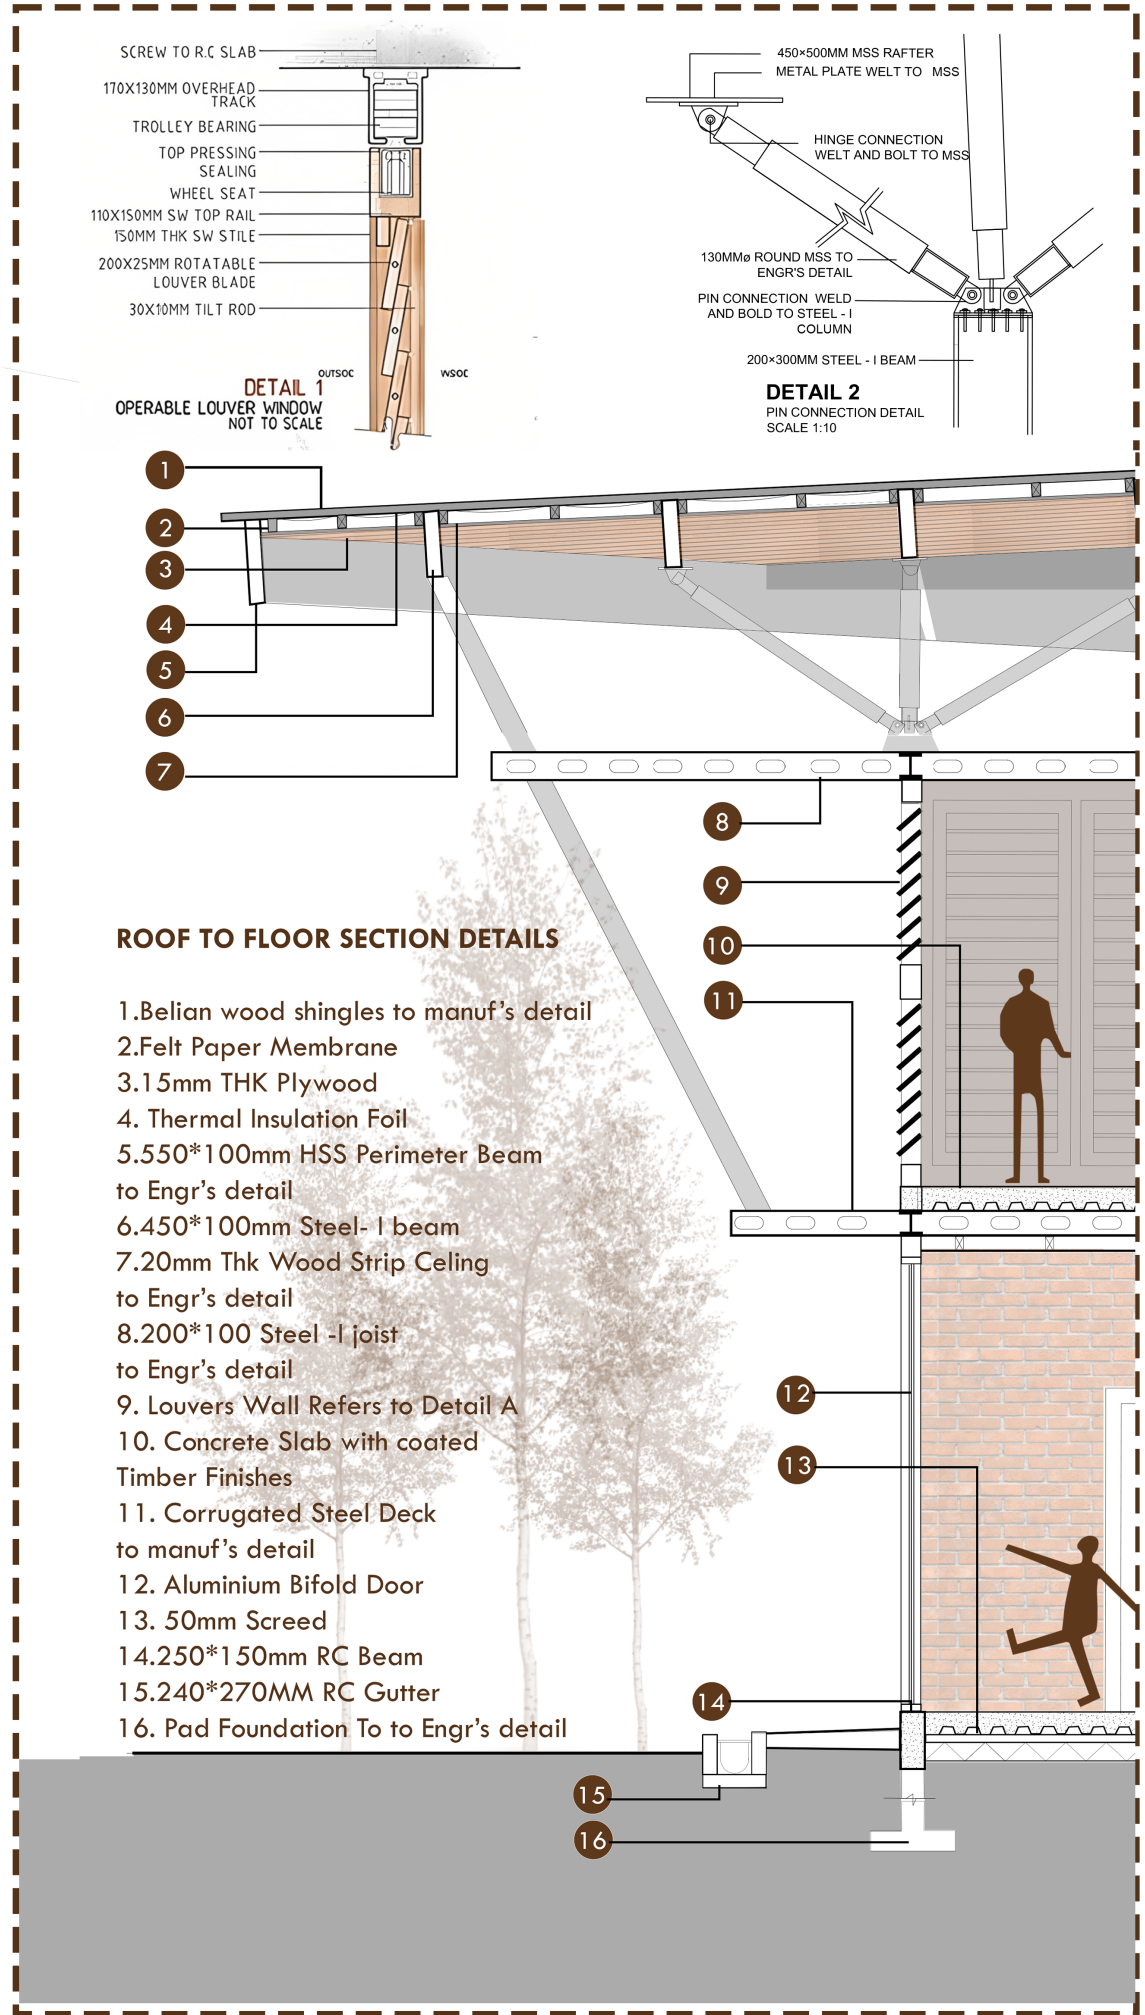 SCREW TO R.C SLAB
170X130MM OVERHEAD
TRACK
TROLLEY BEARING
TOP PRESSING
SEALING
WHEEL SEAT
110X150MM SW TOP RAIL
150MM THK SW STILE
200X25MM ROTATABLE
LOUVER BLADE
30X10MM TILT ROD
DETAIL 1
OPERABLE LOUVER WINDOW
NOT TO SCALE
450×500MM MSS RAFTER
METAL PLATE WELT TO MSS
HINGE CONNECTION
WELT AND BOLT TO MSS
130MMø ROUND MSS TO
ENGR'S DETAIL
PIN CONNECTION WELD
AND BOLD TO STEEL - I
COLUMN
200×300MM STEEL - I BEAM
DETAIL 2
PIN CONNECTION DETAIL
SCALE 1:10
1
2
3
4
5
6
7
8
9
10
11
ROOF TO FLOOR SECTION DETAILS
1.Belian wood shingles to manuf's detail
2.Felt Paper Membrane
3.15mm THK Plywood
4. Thermal Insulation Foil
5.550*100mm HSS Perimeter Beam
to Engr's detail
6.450*100mm Steel- I beam
7.20mm Thk Wood Strip Celing
to Engr's detail
8.200*100 Steel -I joist
to Engr's detail
9. Louvers Wall Refers to Detail A
10. Concrete Slab with coated
Timber Finishes
11. Corrugated Steel Deck
to manuf's detail
12. Aluminium Bifold Door
13. 50mm Screed
14.250*150mm RC Beam
15.240*270MM RC Gutter
16. Pad Foundation To to Engr's detail
12
13
14
15
16